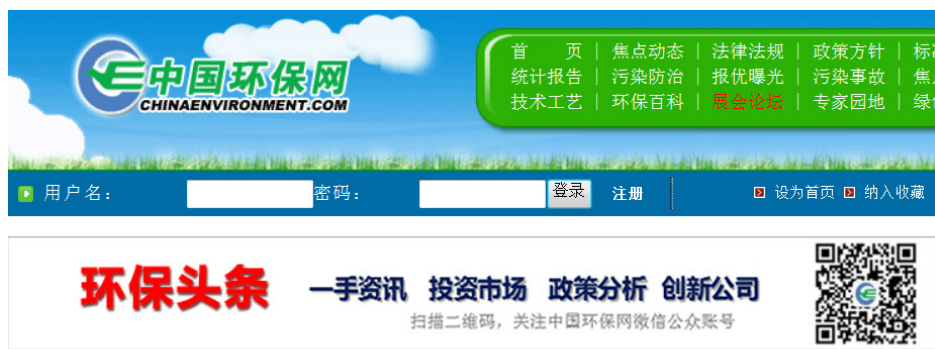 中国环保网
CHINAENVIRONMENT.COM
首 页 | 焦点动态 | 法律法规 | 政策方针 |
统计报告 | 污染防治 | 报优曝光 | 污染事故 |
技术工艺 | 环保百科 | 展会论坛 | 专家园地 |
用户名： 密码： 登录 注册 设为首页 纳入收藏
环保头条 一手资讯 投资市场 政策分析 创新公司
扫描二维码，关注中国环保网微信公众账号